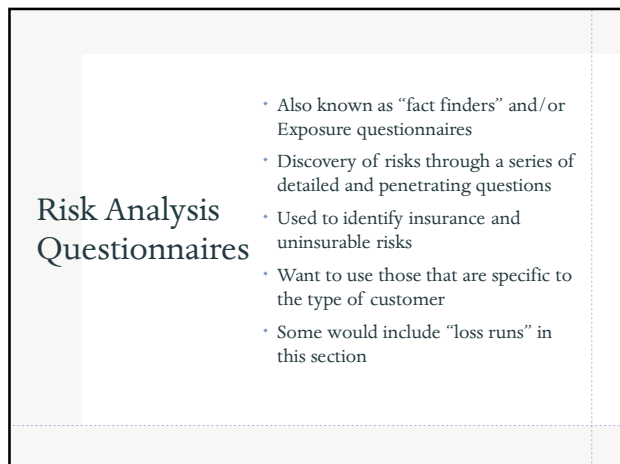 Risk Analysis
Questionnaires
Also known as “fact finders” and/or
Exposure questionnaires
Discovery of risks through a series of
detailed and penetrating questions
Used to identify insurance and
uninsurable risks
Want to use those that are specific to
the type of customer
Some would include “loss runs” in
this section